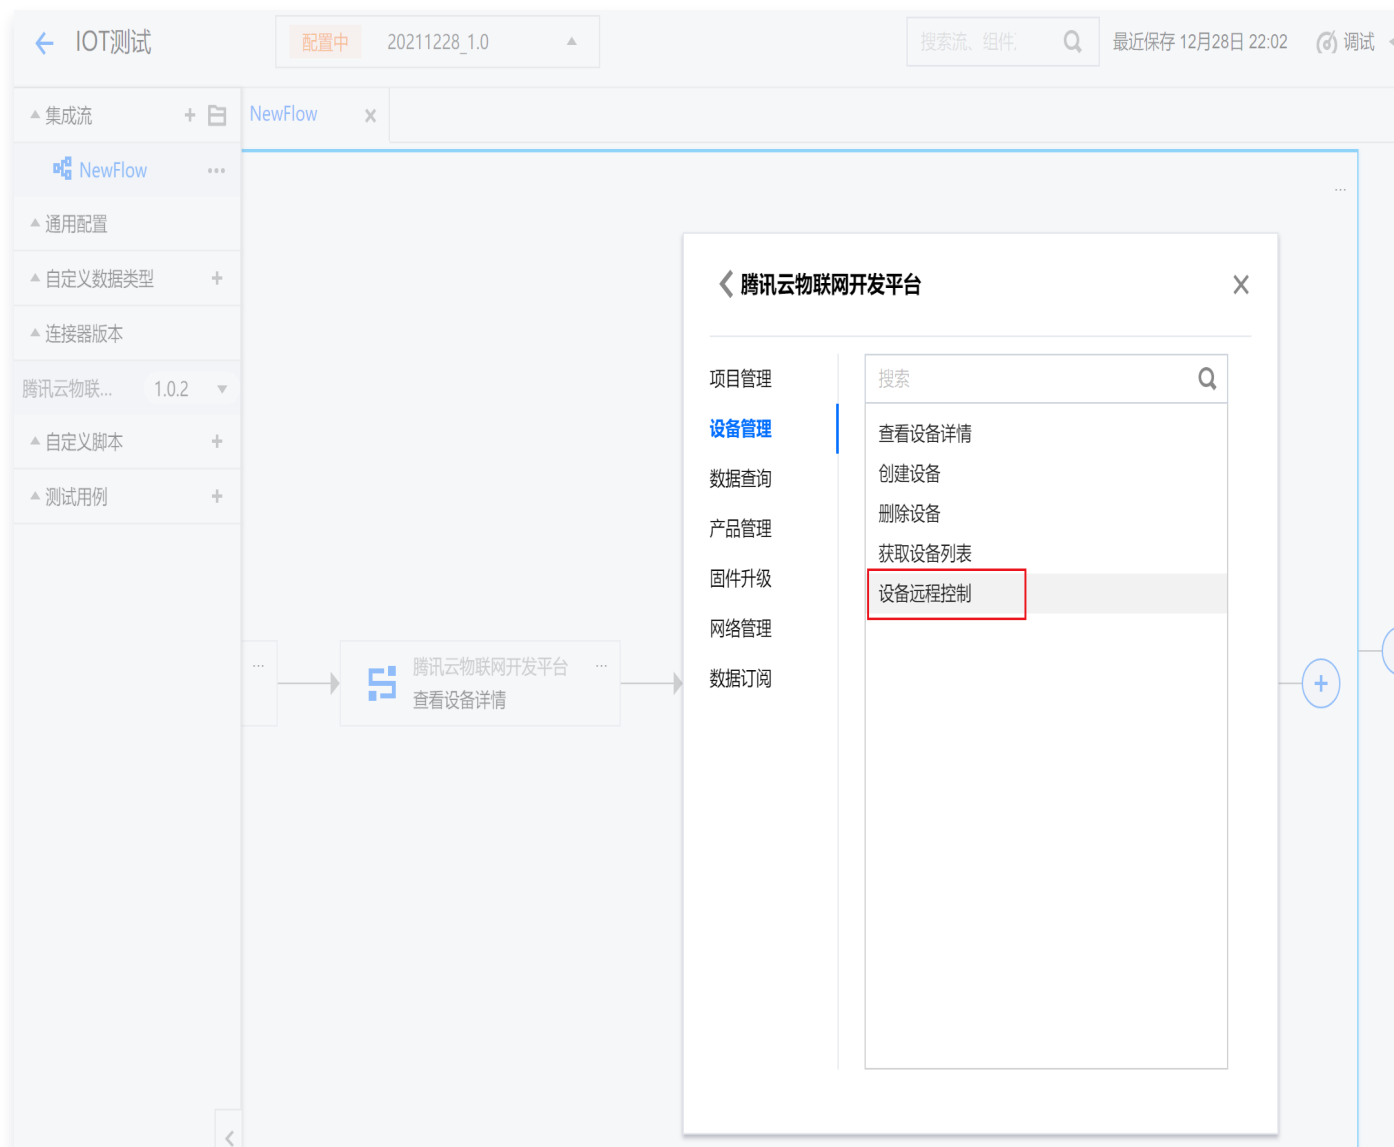 IOT测试
配置中 20211228_1.0
搜索流、组件
最近保存 12月28日 22:02
调试
集成流
NewFlow
通用配置
自定义数据类型
连接器版本
腾讯云物联... 1.0.2
自定义脚本
测试用例
NewFlow
...
...
腾讯云物联网开发平台 ...
查看设备详情
腾讯云物联网开发平台
项目管理
设备管理
数据查询
产品管理
固件升级
网络管理
数据订阅
搜索
查看设备详情
创建设备
删除设备
获取设备列表
设备远程控制